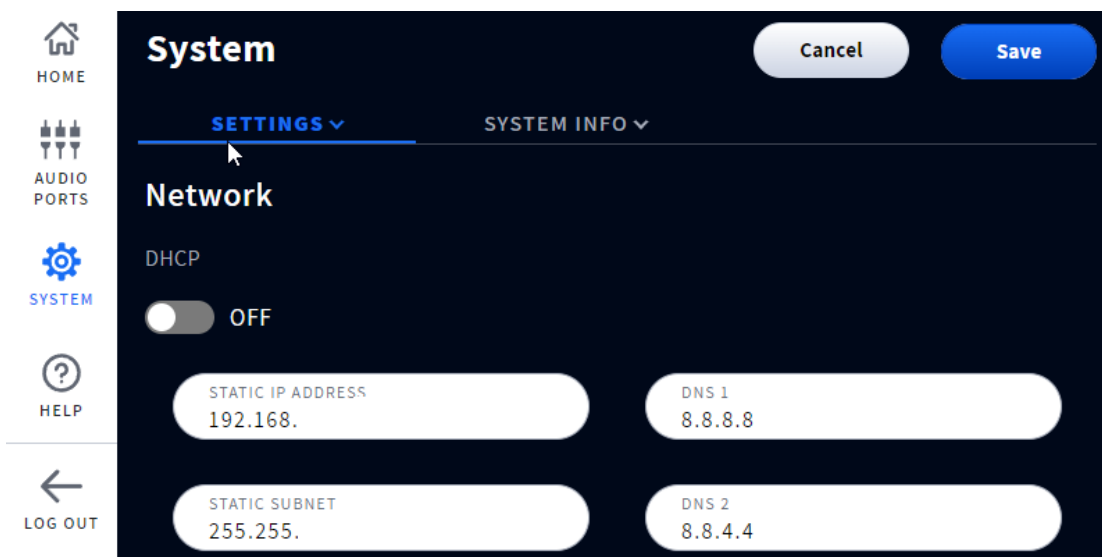 HOME
AUDIO
PORTS
SYSTEM
HELP
LOG OUT
System
Cancel
Save
SETTINGS
SYSTEM INFO
Network
DHCP
OFF
STATIC IP ADDRESS
192.168.
DNS 1
8.8.8.8
STATIC SUBNET
255.255.
DNS 2
8.8.4.4